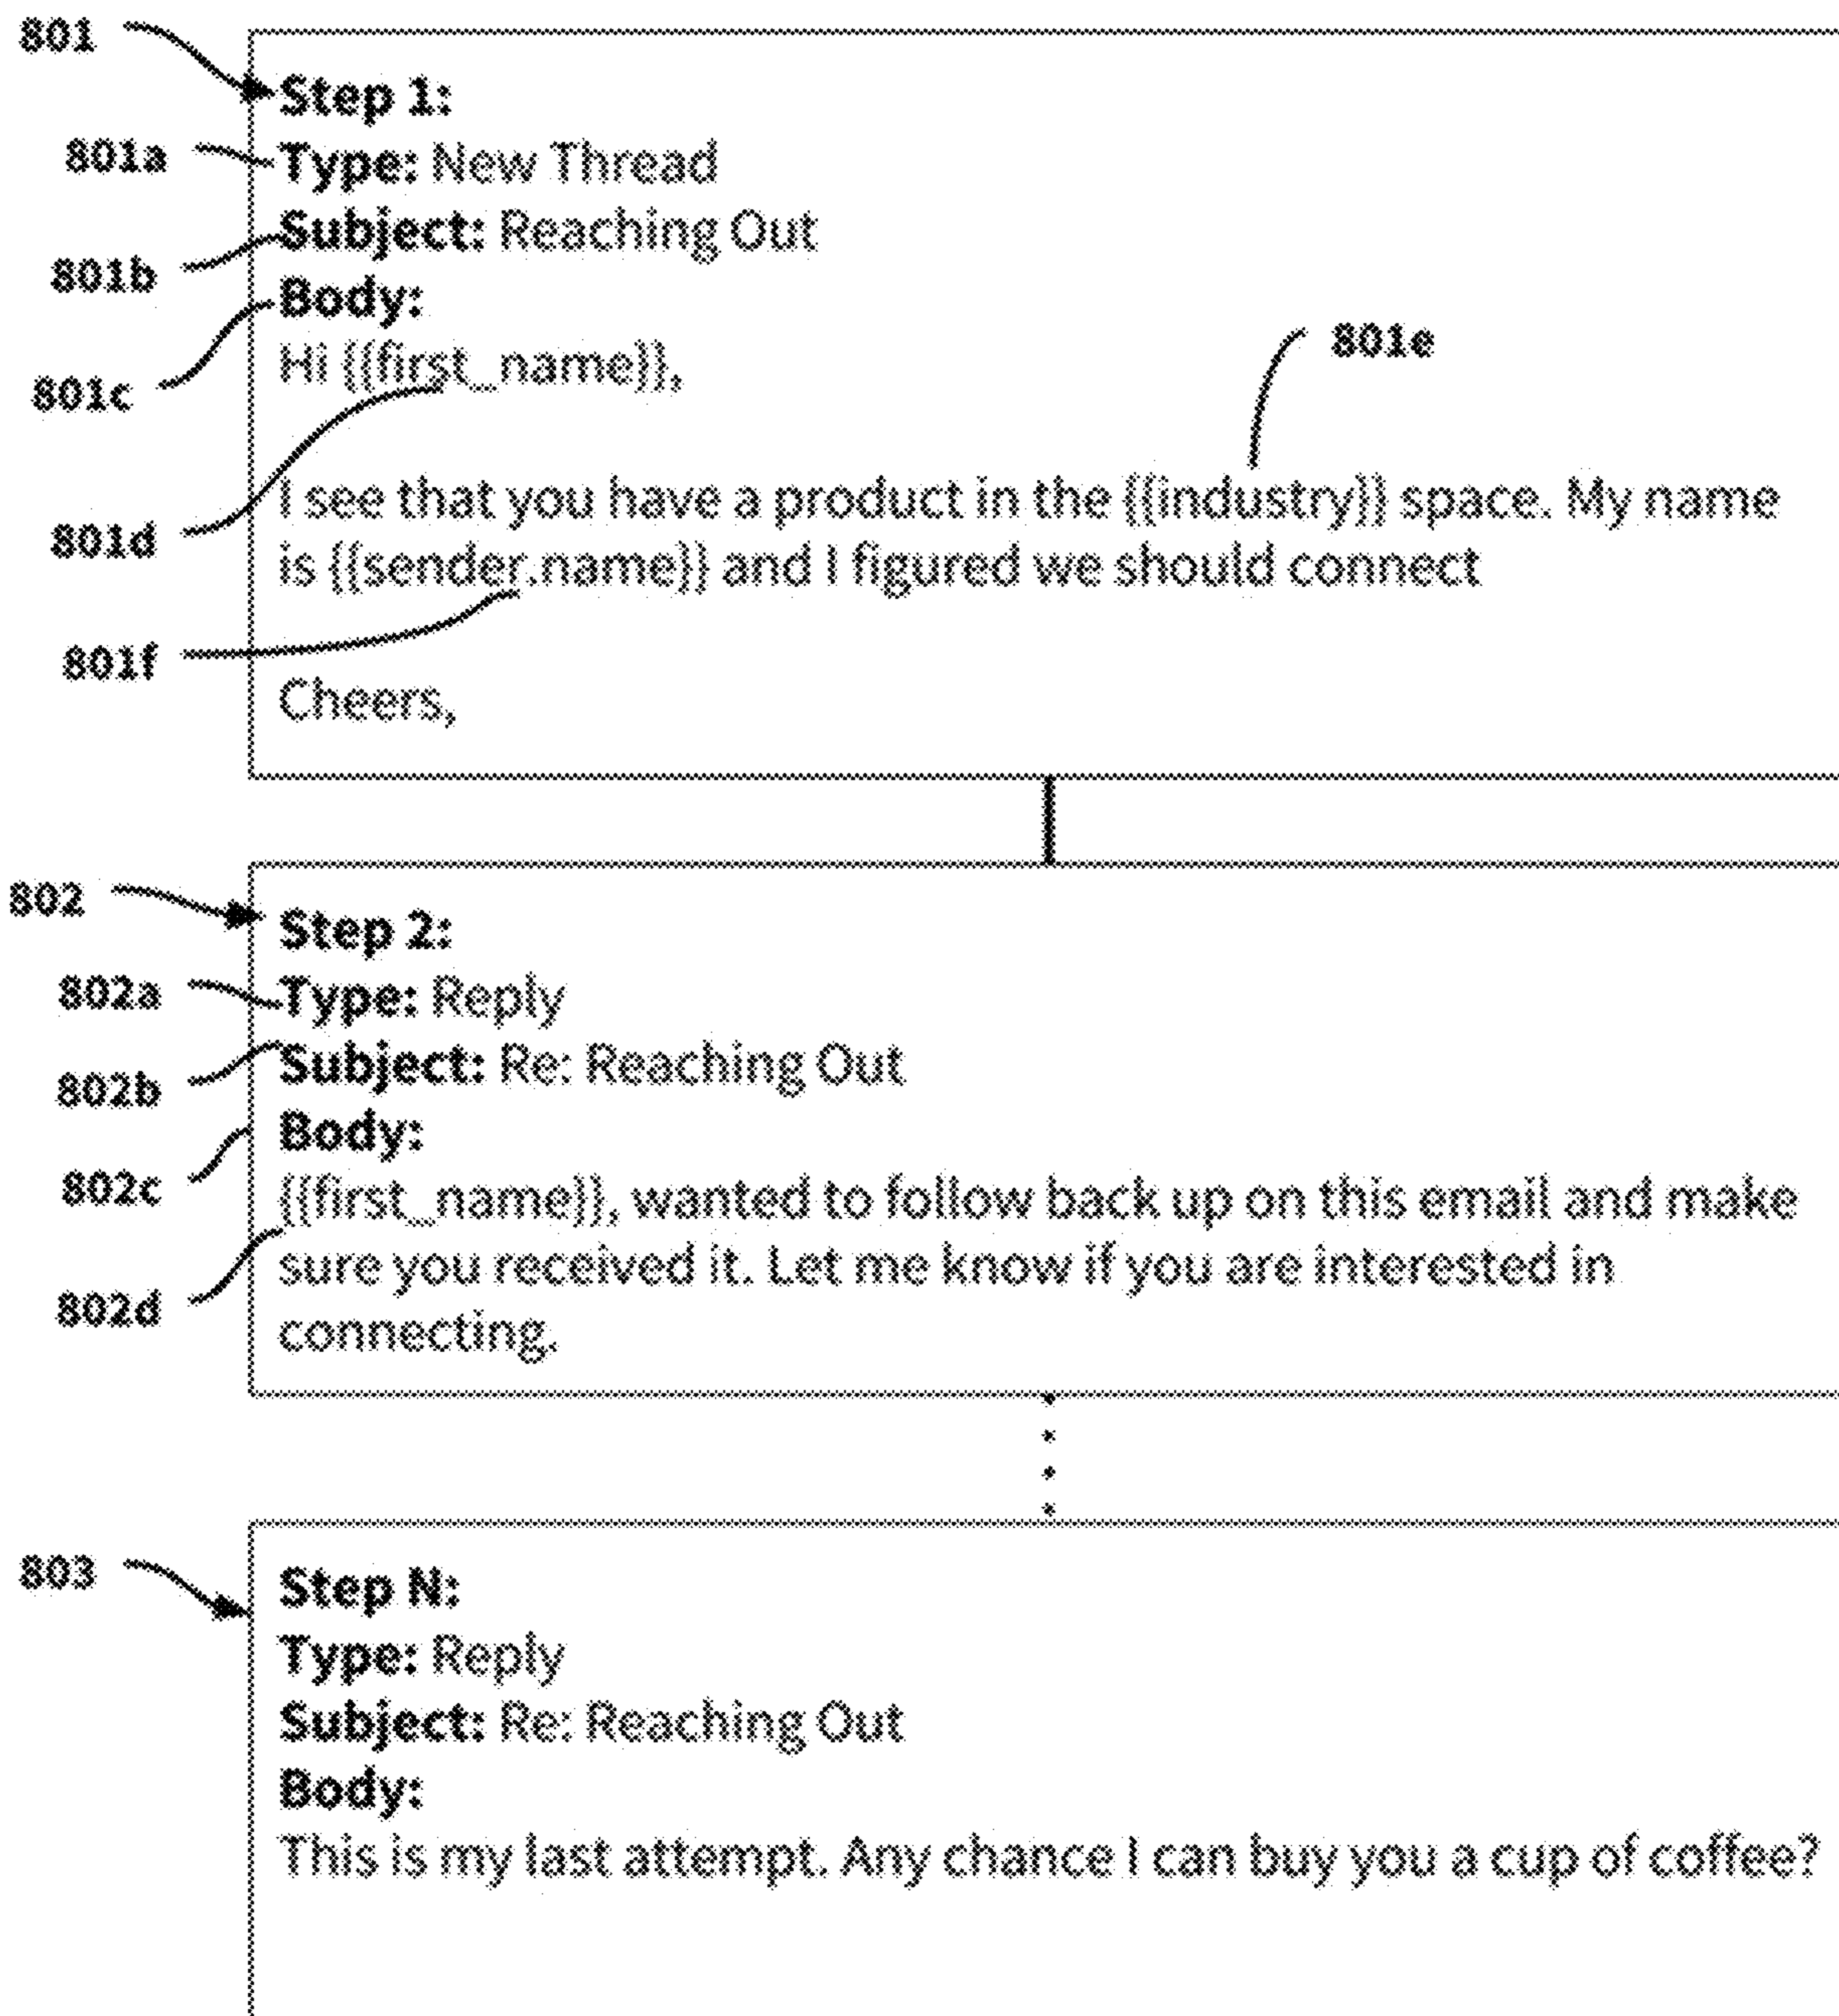 801
Step 1:
801a
Type: New Thread
801b
Subject: Reaching Out
801c
Body:
Hi {{first_name}},
801e
801d
I see that you have a product in the {{industry}} space. My name
is {{sender.name}} and I figured we should connect
801f
Cheers,
802
Step 2:
802a
Type: Reply
802b
Subject: Re: Reaching Out
802c
Body:
{{first_name}}, wanted to follow back up on this email and make
802d
sure you received it. Let me know if you are interested in
connecting.
803
Step N:
Type: Reply
Subject: Re: Reaching Out
Body:
This is my last attempt. Any chance I can buy you a cup of coffee?